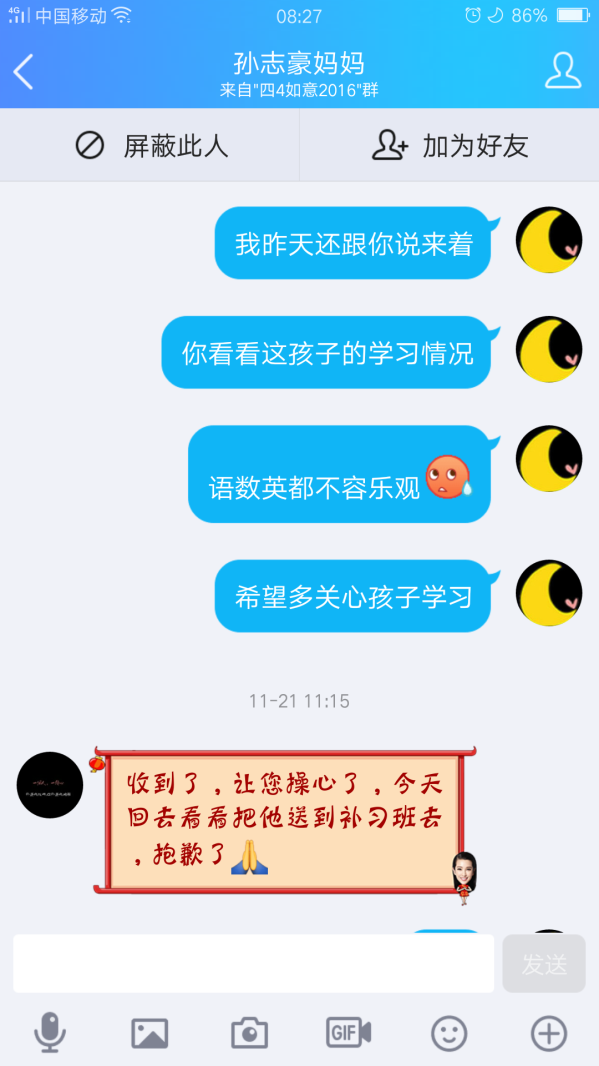 4G 中国移动 08:27 86%
孙志豪妈妈
来自"四4如意2016"群
屏蔽此人 加为好友
我昨天还跟你说来着
你看看这孩子的学习情况
语数英都不容乐观
希望多关心孩子学习
11-21 11:15
收到了，让您操心了，今天
回去看看把他送到补习班去
，抱歉了
发送
GIF